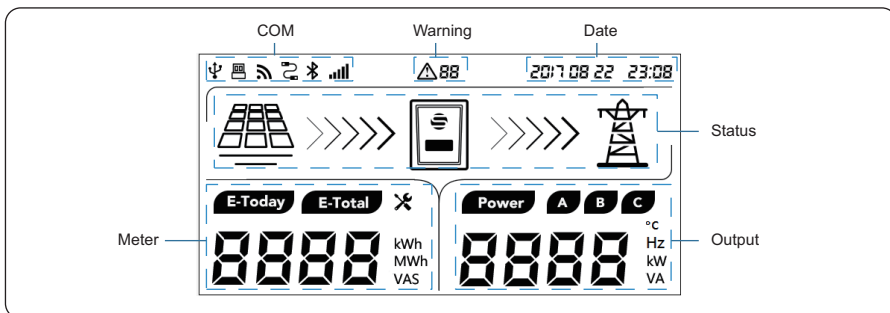 COM Warning Date
88 2017 08 22 23:08
Status
E-Today E-Total Power A B C
°C
Meter 8888 kWh 8888 Hz Output
MWh kW
VAS VA